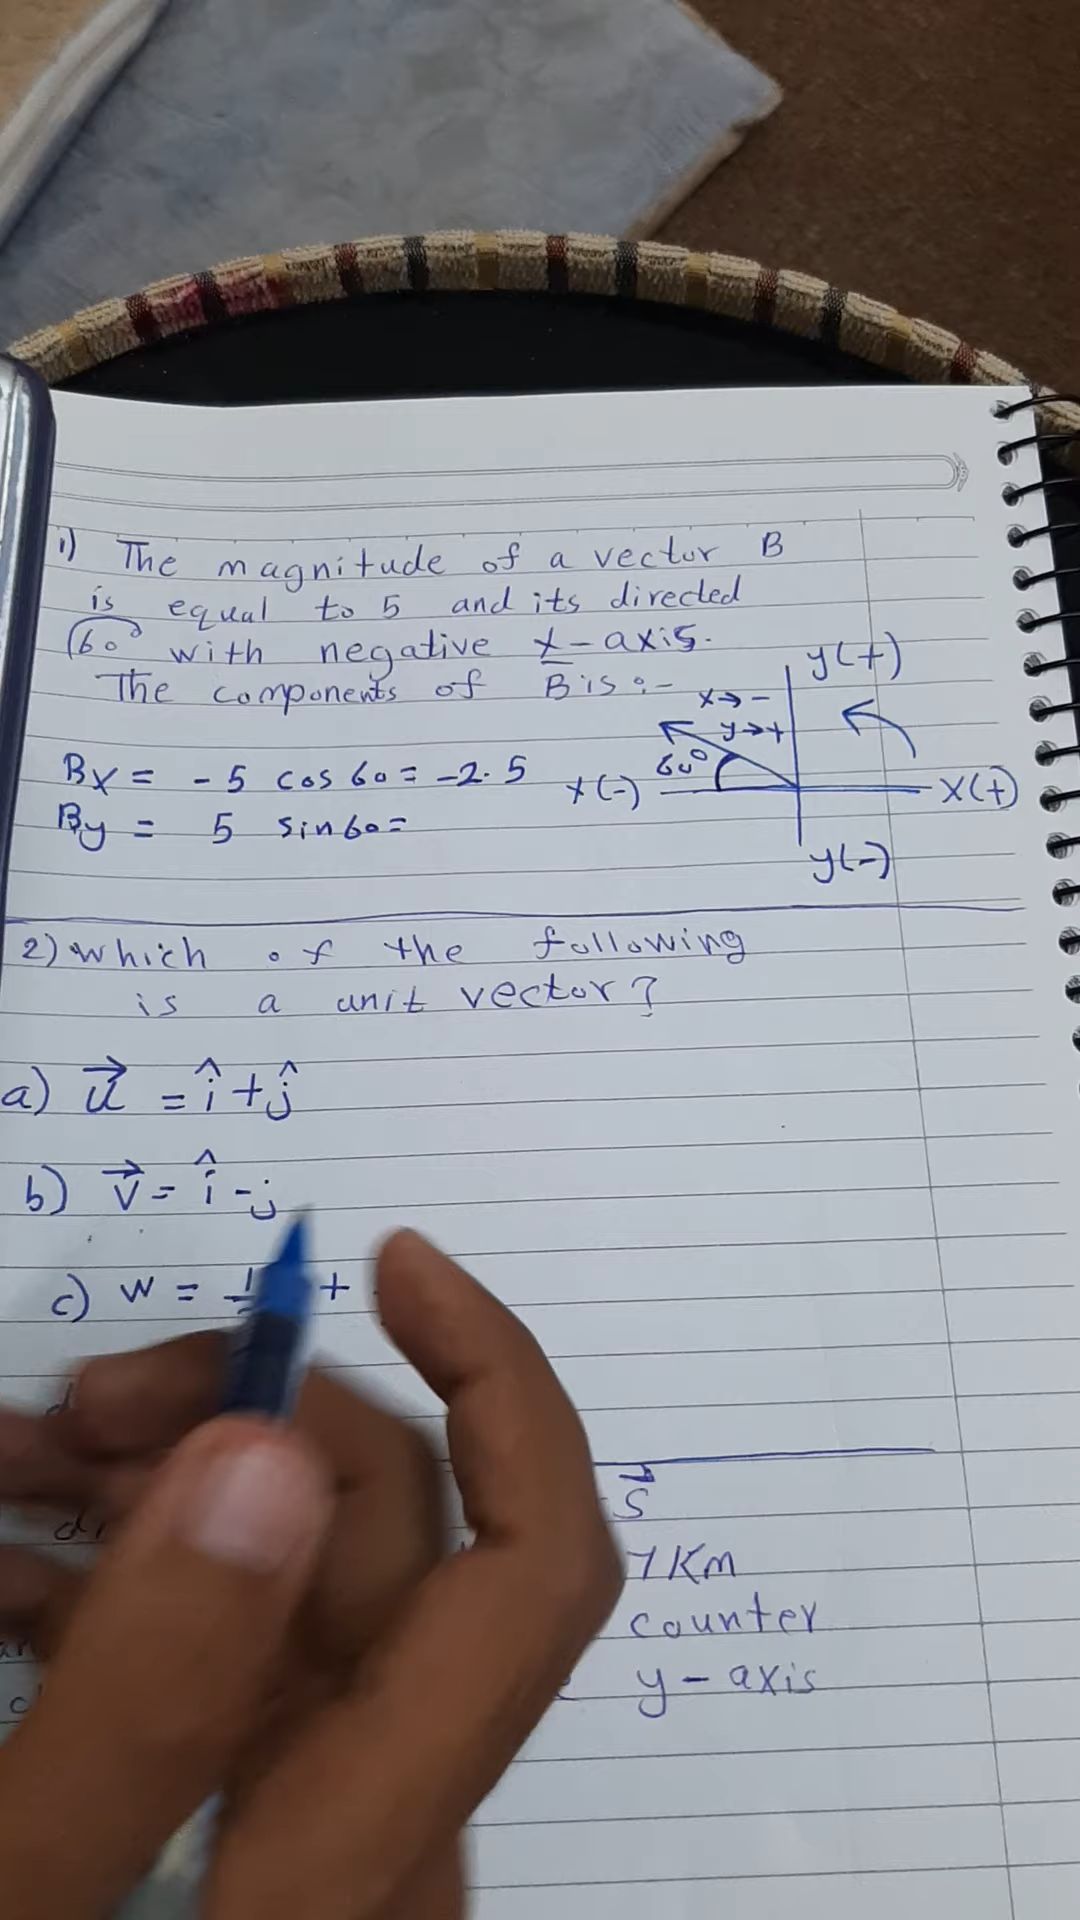 1) The magnitude of a vector B
is equal to 5 and its directed
60° with negative x-axis.
The components of B is :-
y(+)
x→-
y→+
60°
x(-)
x(+)
y(-)
Bx = -5 cos 60 = -2.5
By = 5 sin 60 =
2) which of the following
is a unit vector?
a) u⃗ = î + ĵ
b) v⃗ = î - j
c) w = +
S⃗
7 Km
counter
y-axis